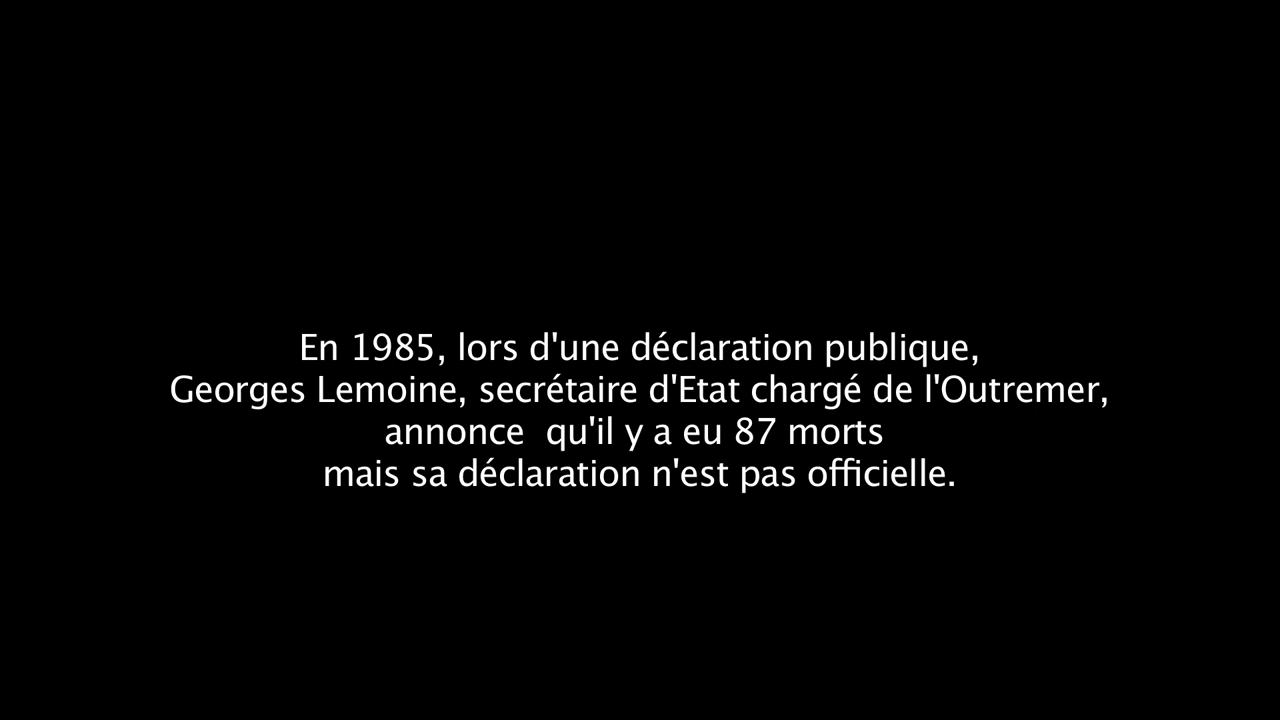 En 1985, lors d'une déclaration publique,
Georges Lemoine, secrétaire d'Etat chargé de l'Outremer,
annonce  qu'il y a eu 87 morts
mais sa déclaration n'est pas officielle.